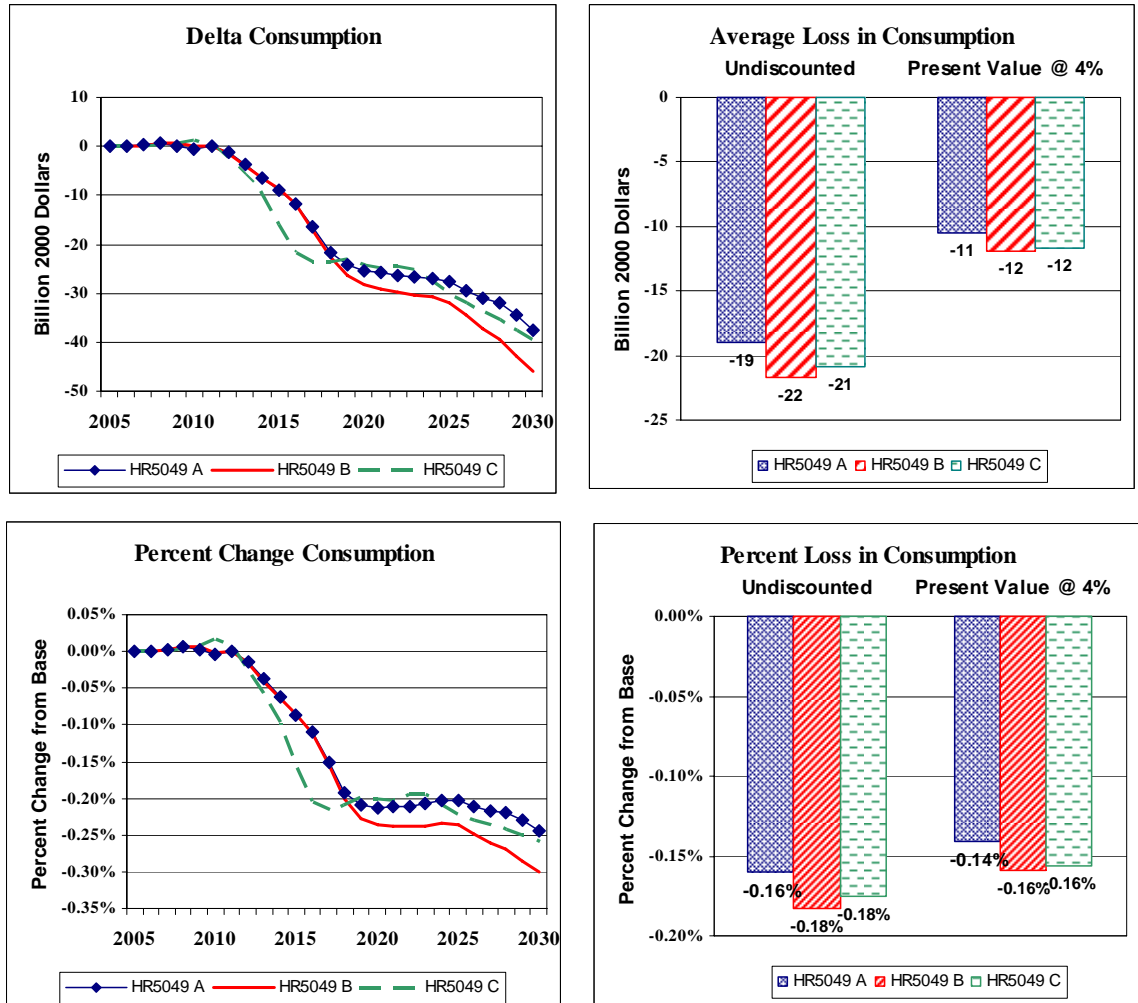 Delta Consumption
Billion 2000 Dollars
10
0
-10
-20
-30
-40
-50
2005 2010 2015 2020 2025 2030
HR5049 A HR5049 B HR5049 C
Average Loss in Consumption
Undiscounted Present Value @ 4%
Billion 2000 Dollars
0
-5
-10
-15
-20
-25
-11
-12 -12
-19
-22 -21
HR5049 A HR5049 B HR5049 C
Percent Change Consumption
Percent Change from Base
0.05%
0.00%
-0.05%
-0.10%
-0.15%
-0.20%
-0.25%
-0.30%
-0.35%
2005 2010 2015 2020 2025 2030
HR5049 A HR5049 B HR5049 C
Percent Loss in Consumption
Undiscounted Present Value @ 4%
Percent Change from Base
0.00%
-0.05%
-0.10%
-0.15%
-0.20%
-0.14%
-0.16% -0.16%
-0.16%
-0.18% -0.18%
HR5049 A HR5049 B HR5049 C